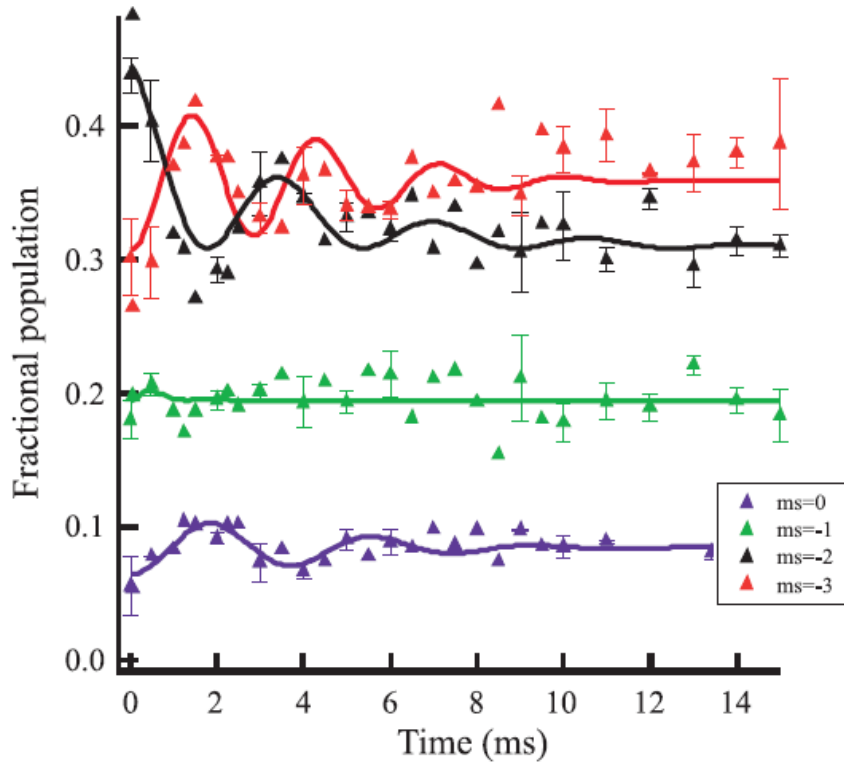 Fractional population
0.4
0.3
0.2
0.1
0.0
ms=0
ms=-1
ms=-2
ms=-3
0 2 4 6 8 10 12 14
Time (ms)